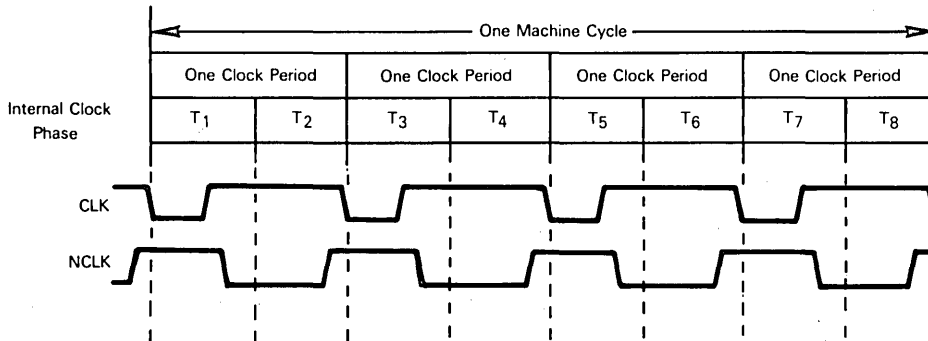 One Machine Cycle
One Clock Period One Clock Period One Clock Period One Clock Period
Internal Clock
Phase
T1 T2 T3 T4 T5 T6 T7 T8
CLK
NCLK